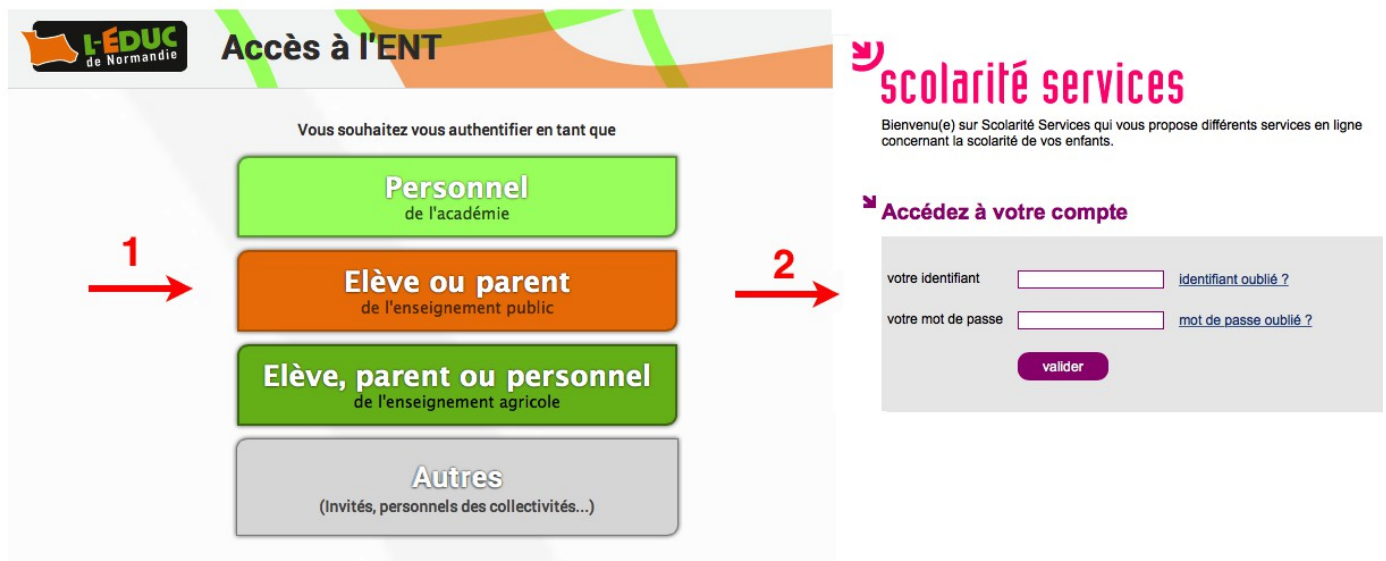 L-ÉDUC
de Normandie
Accès à l'ENT
Vous souhaitez vous authentifier en tant que
Personnel
de l'académie
1
Elève ou parent
de l'enseignement public
Elève, parent ou personnel
de l'enseignement agricole
Autres
(Invités, personnels des collectivités...)
2
scolarité services
Bienvenu(e) sur Scolarité Services qui vous propose différents services en ligne
concernant la scolarité de vos enfants.
Accédez à votre compte
votre identifiant identifiant oublié ?
votre mot de passe mot de passe oublié ?
valider